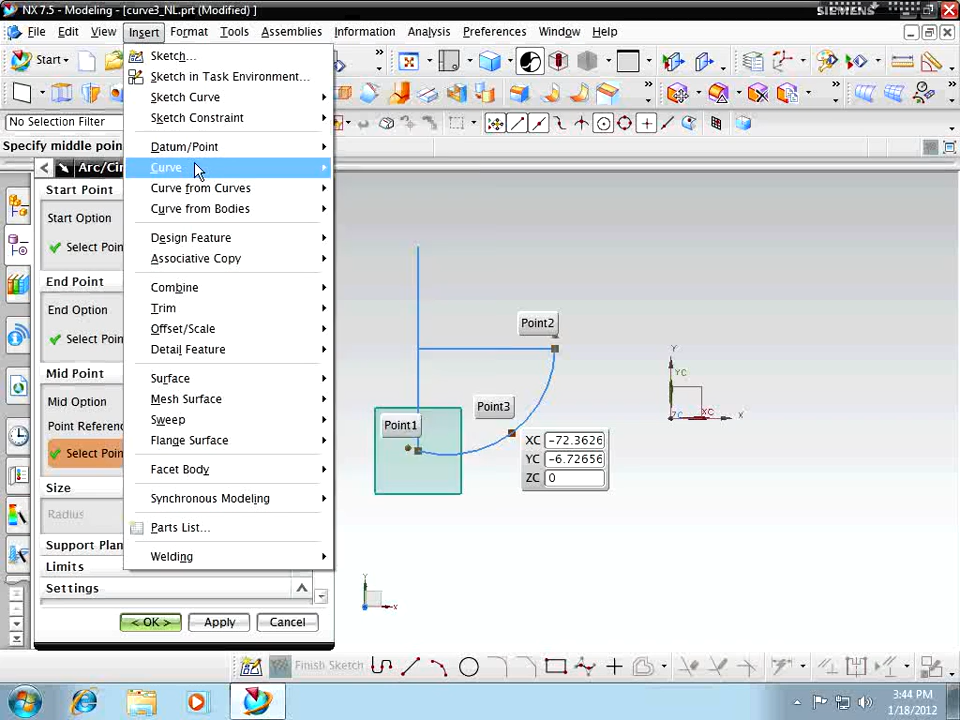 NX 7.5 - Modeling - [curve3_NL.prt (Modified) ]
SIEMENS
File Edit View Insert Format Tools Assemblies Information Analysis Preferences Window Help
Start
No Selection Filter
Specify middle poin
Arc/Cir
Start Point
Start Option
Select Poin
End Point
End Option
Select Poin
Mid Point
Mid Option
Point Referenc
Select Poin
Size
Radius
Support Plan
Limits
Settings
< OK > Apply Cancel
Sketch...
Sketch in Task Environment...
Sketch Curve
Sketch Constraint
Datum/Point
Curve
Curve from Curves
Curve from Bodies
Design Feature
Associative Copy
Combine
Trim
Offset/Scale
Detail Feature
Surface
Mesh Surface
Sweep
Flange Surface
Facet Body
Synchronous Modeling
Parts List...
Welding
Point2
Point3
Point1
XC -72.3626
YC -6.72656
ZC 0
Y
YC
ZC XC X
Y
X
Finish Sketch
3:44 PM
1/18/2012